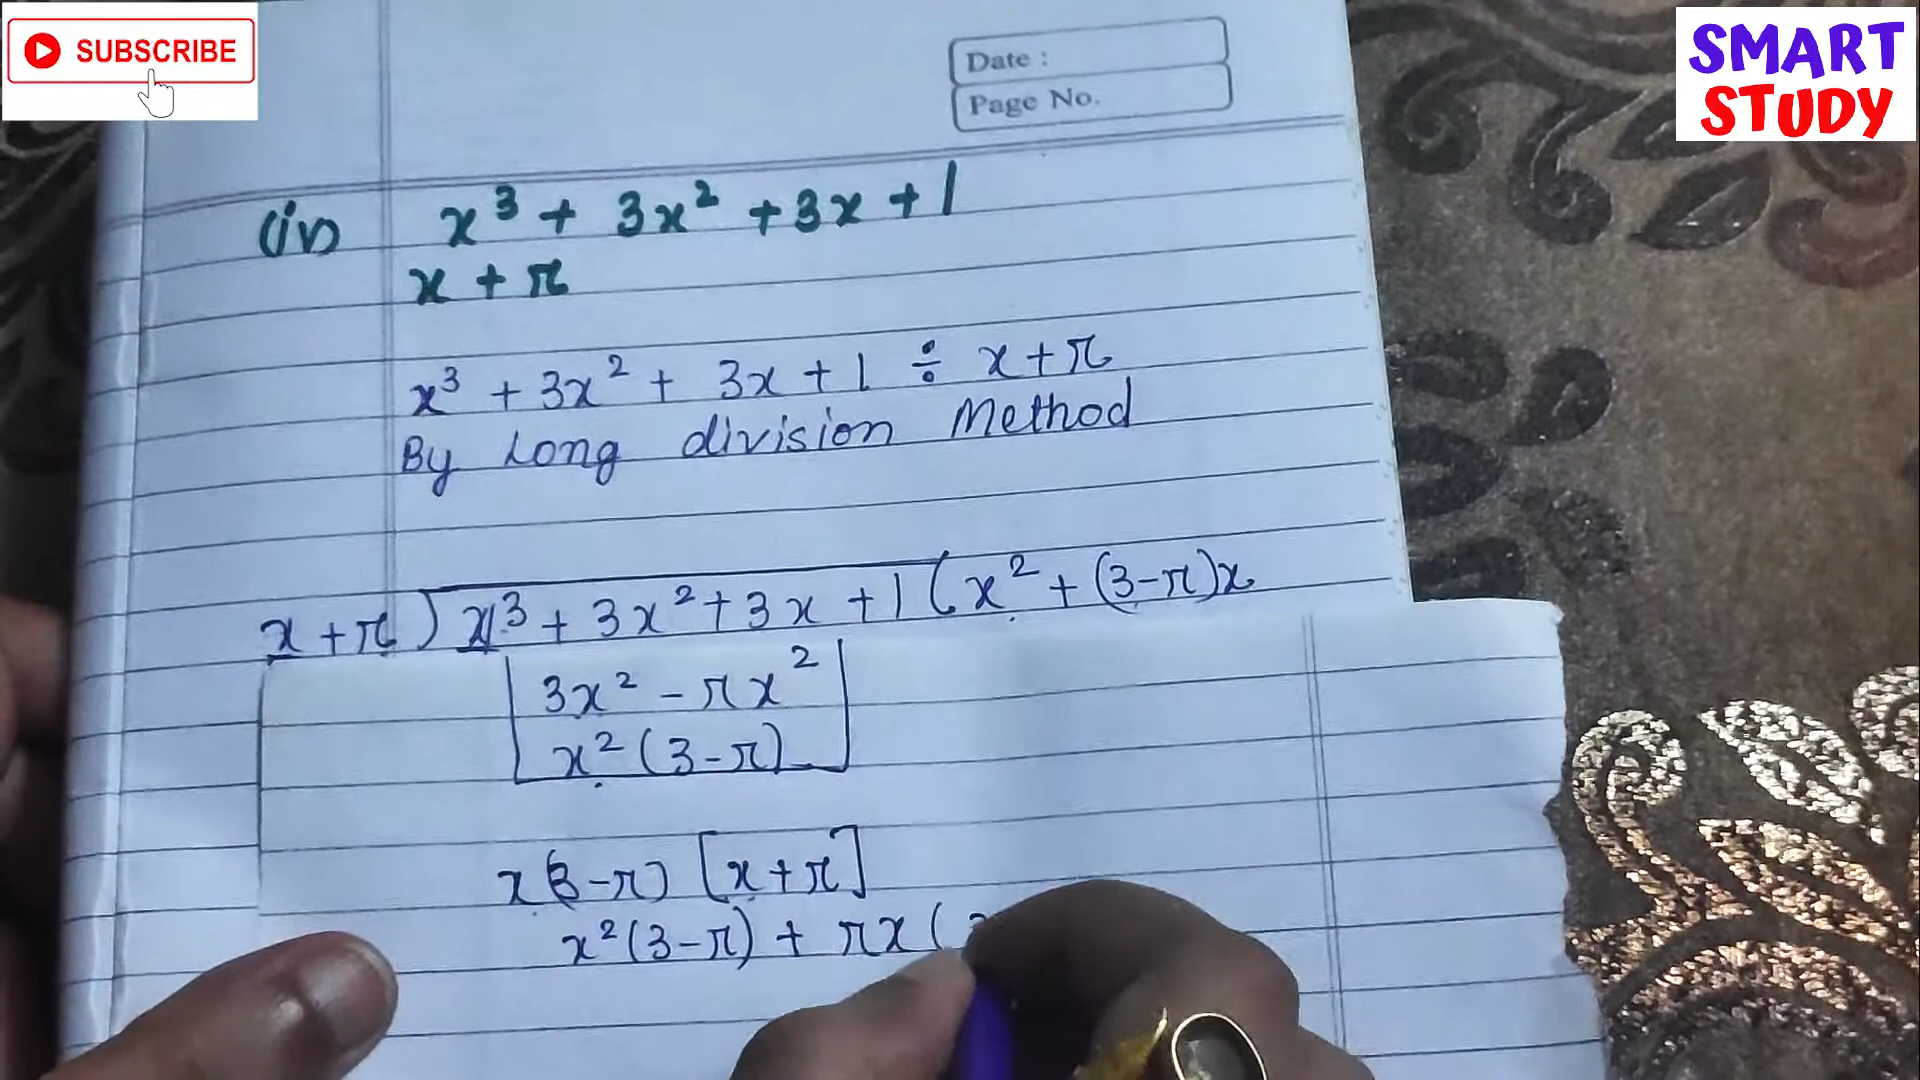 SUBSCRIBE
SMART
STUDY
Date :
Page No.
(iv) x³ + 3x² + 3x + 1
x + π
x³ + 3x² + 3x + 1 ÷ x + π
By Long division Method
x + π ) x³ + 3x² + 3x + 1 ( x² + (3-π)x
3x² - πx²
x² (3-π)
x(3-π) [x+π]
x²(3-π) + πx (